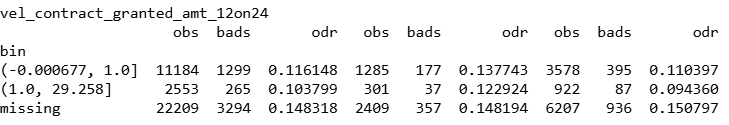 vel_contract_granted_amt_12on24
obs bads odr obs bads odr obs bads odr
bin
(-0.000677, 1.0] 11184 1299 0.116148 1285 177 0.137743 3578 395 0.110397
(1.0, 29.258] 2553 265 0.103799 301 37 0.122924 922 87 0.094360
missing 22209 3294 0.148318 2409 357 0.148194 6207 936 0.150797